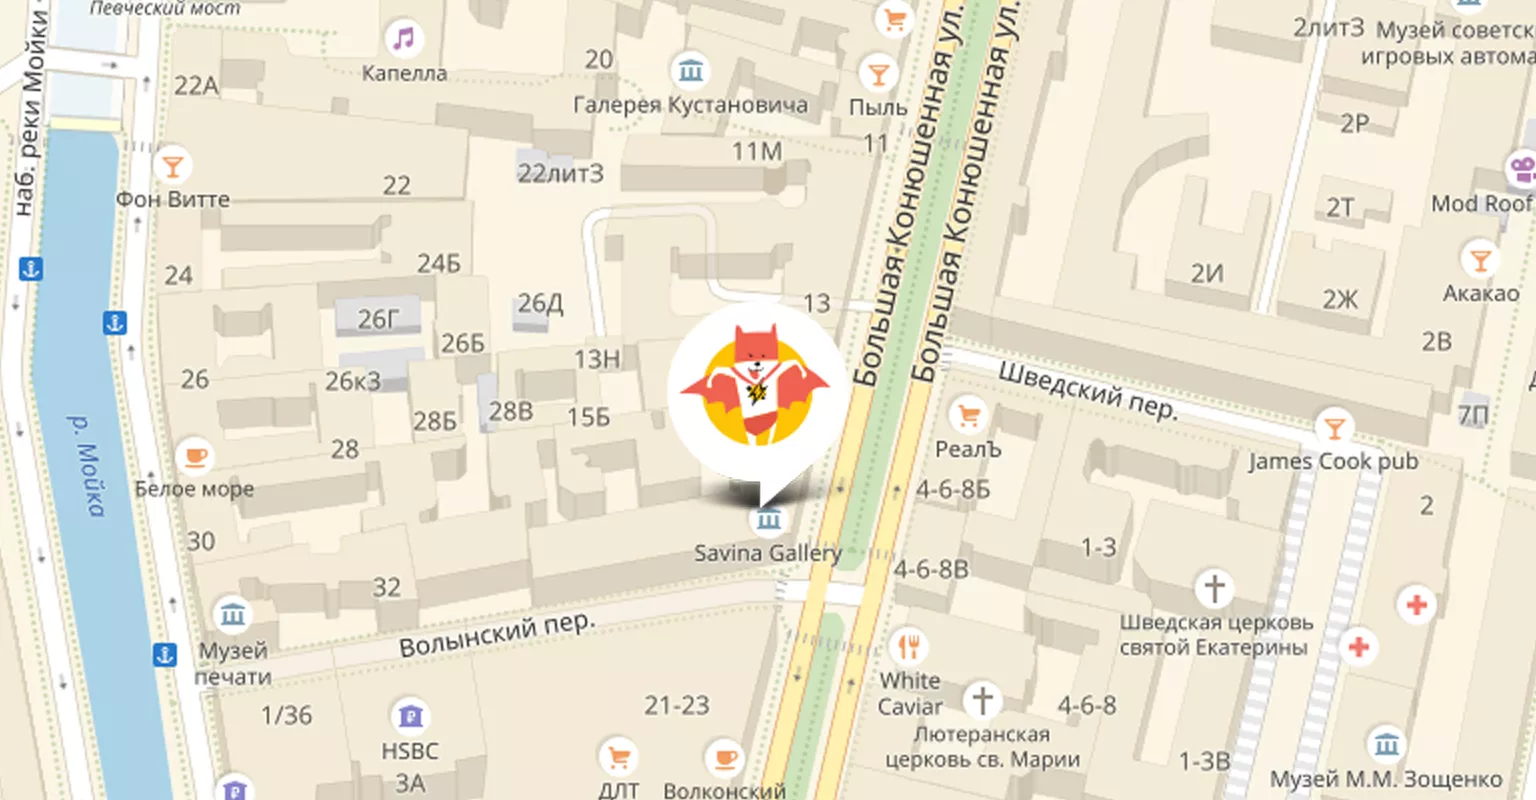 Певческий мост
наб. реки Мойки
22А
Капелла
20
Галерея Кустановича
Пыль
11
11М
Большая Конюшенная ул.
Большая Конюшенная ул.
2литЗ
Музей советск
игровых автома
2Р
Фон Витте
22
22литЗ
2Т
Mod Roof
24
24Б
2И
2Ж
Акакао
26Г
26Д
13
26Б
2В
26
26к3
13Н
Шведский пер.
28Б
28В
15Б
7П
р. Мойка
28
РеалЪ
James Cook pub
Белое море
4-6-8Б
2
30
Savina Gallery
1-3
32
4-6-8В
Волынский пер.
Шведская церковь
святой Екатерины
Музей
печати
White
Caviar
1/36
21-23
4-6-8
HSBC
Лютеранская
церковь св. Марии
3А
1-3В
Музей М.М. Зощенко
ДЛТ
Волконский